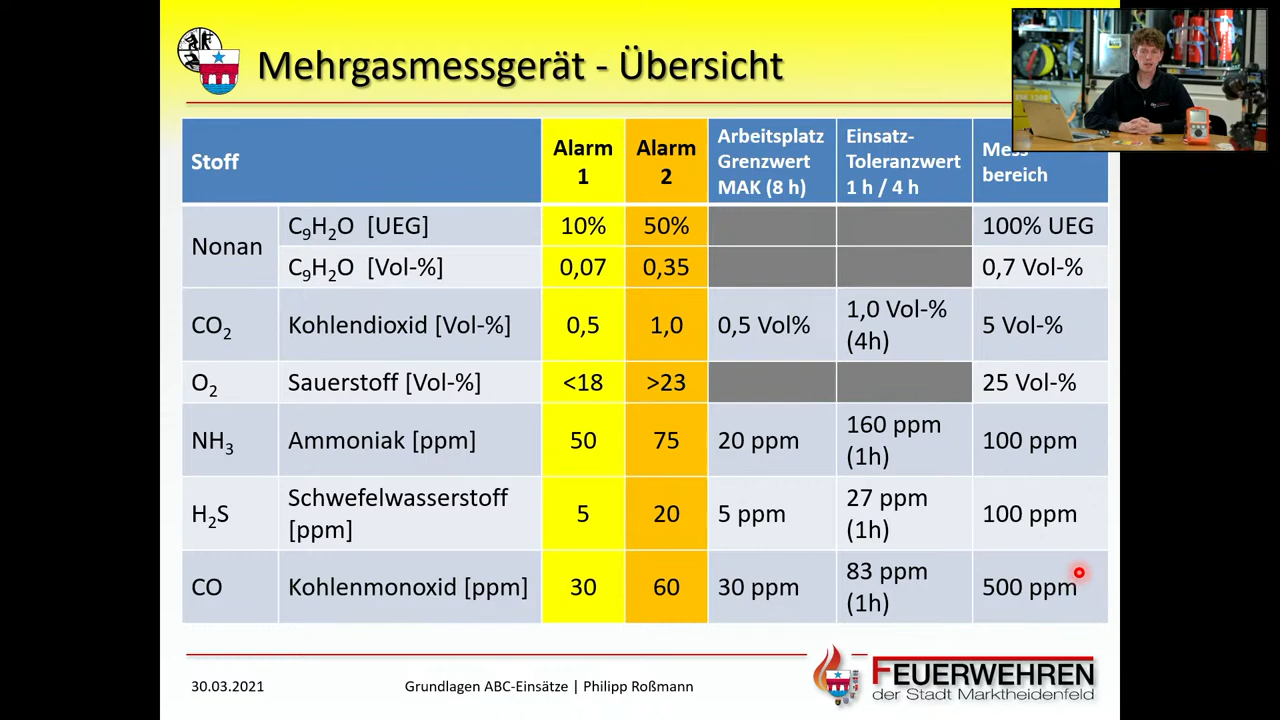 Mehrgasmessgerät - Übersicht
Stoff
Alarm
1
Alarm
2
Arbeitsplatz
Grenzwert
MAK (8 h)
Einsatz-
Toleranzwert
1 h / 4 h
Mess
bereich
Nonan
C₉H₂O [UEG]
10%
50%
100% UEG
C₉H₂O [Vol-%]
0,07
0,35
0,7 Vol-%
CO₂
Kohlendioxid [Vol-%]
0,5
1,0
0,5 Vol%
1,0 Vol-%
(4h)
5 Vol-%
O₂
Sauerstoff [Vol-%]
<18
>23
25 Vol-%
NH₃
Ammoniak [ppm]
50
75
20 ppm
160 ppm
(1h)
100 ppm
H₂S
Schwefelwasserstoff
[ppm]
5
20
5 ppm
27 ppm
(1h)
100 ppm
CO
Kohlenmonoxid [ppm]
30
60
30 ppm
83 ppm
(1h)
500 ppm
30.03.2021
Grundlagen ABC-Einsätze | Philipp Roßmann
FEUERWEHREN
der Stadt Marktheidenfeld